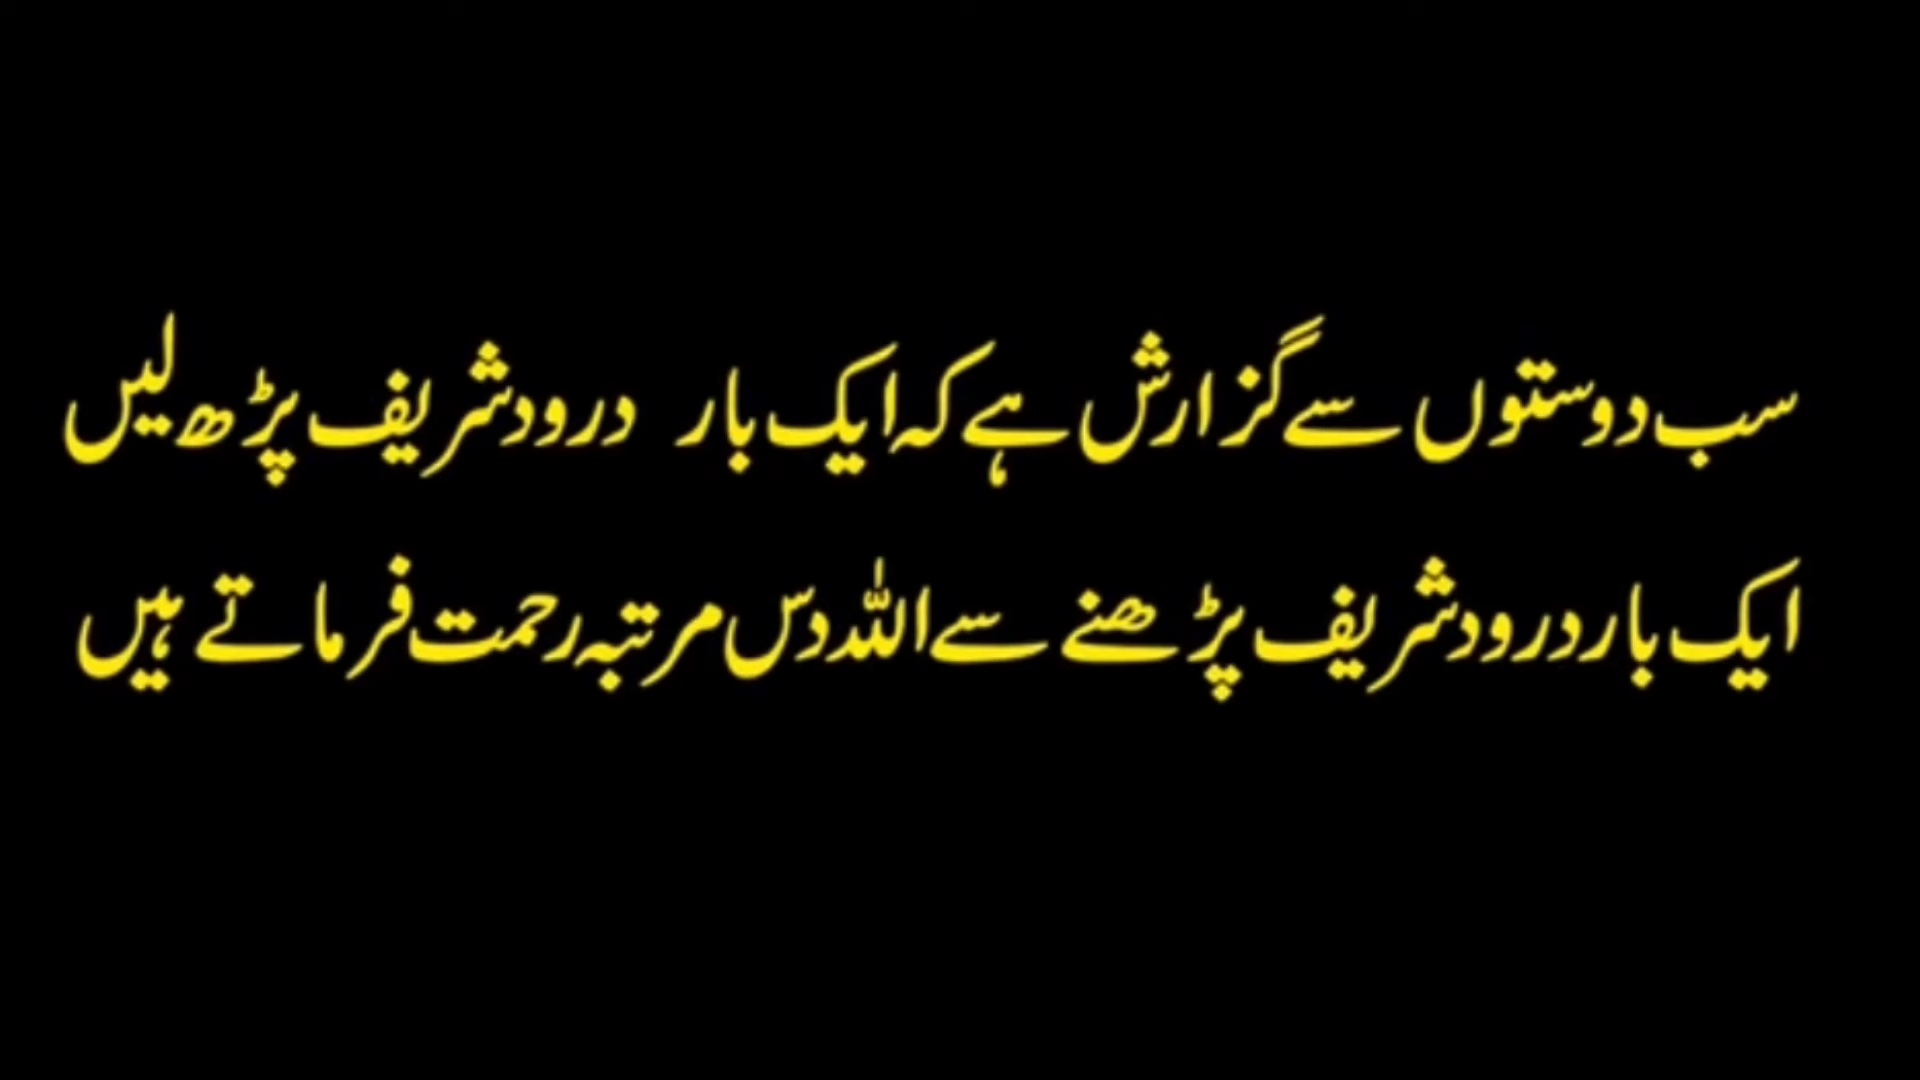 سب دوستوں سے گزارش ہے کہ ایک بار درود شریف پڑھ لیں
ایک بار درود شریف پڑھنے سے اللہ دس مرتبہ رحمت فرماتے ہیں